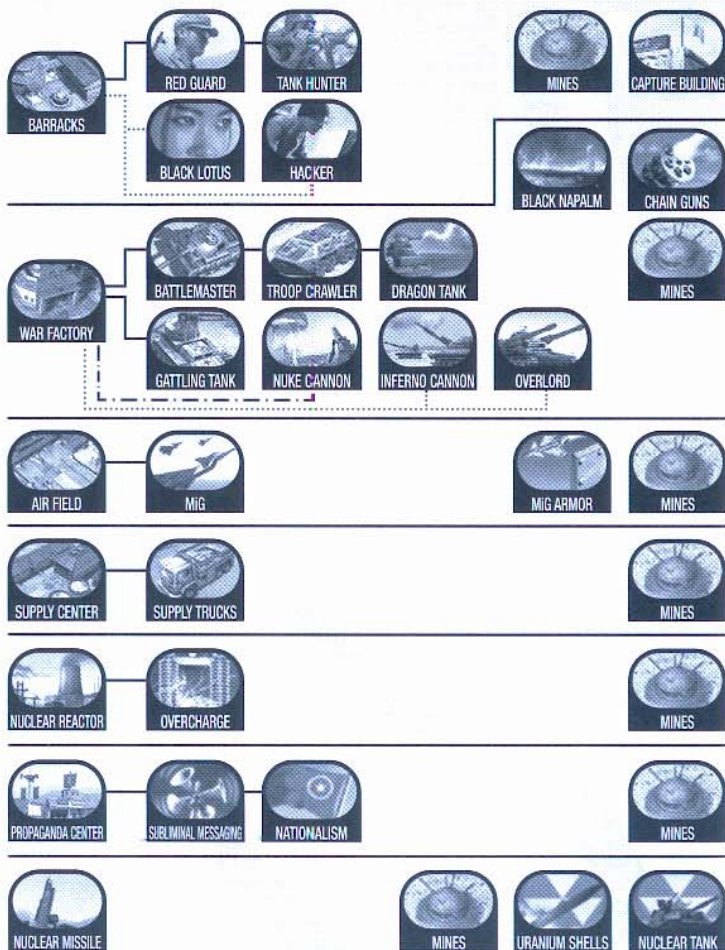 RED GUARD
TANK HUNTER
MINES
CAPTURE BUILDING
BARRACKS
BLACK LOTUS
HACKER
BLACK NAPALM
CHAIN GUNS
BATTLEMASTER
TROOP CRAWLER
DRAGON TANK
MINES
WAR FACTORY
GATTLING TANK
NUKE CANNON
INFERNO CANNON
OVERLORD
AIR FIELD
MiG
MiG ARMOR
MINES
SUPPLY CENTER
SUPPLY TRUCKS
MINES
NUCLEAR REACTOR
OVERCHARGE
MINES
PROPAGANDA CENTER
SUBLIMINAL MESSAGING
NATIONALISM
MINES
NUCLEAR MISSILE
MINES
URANIUM SHELLS
NUCLEAR TANK